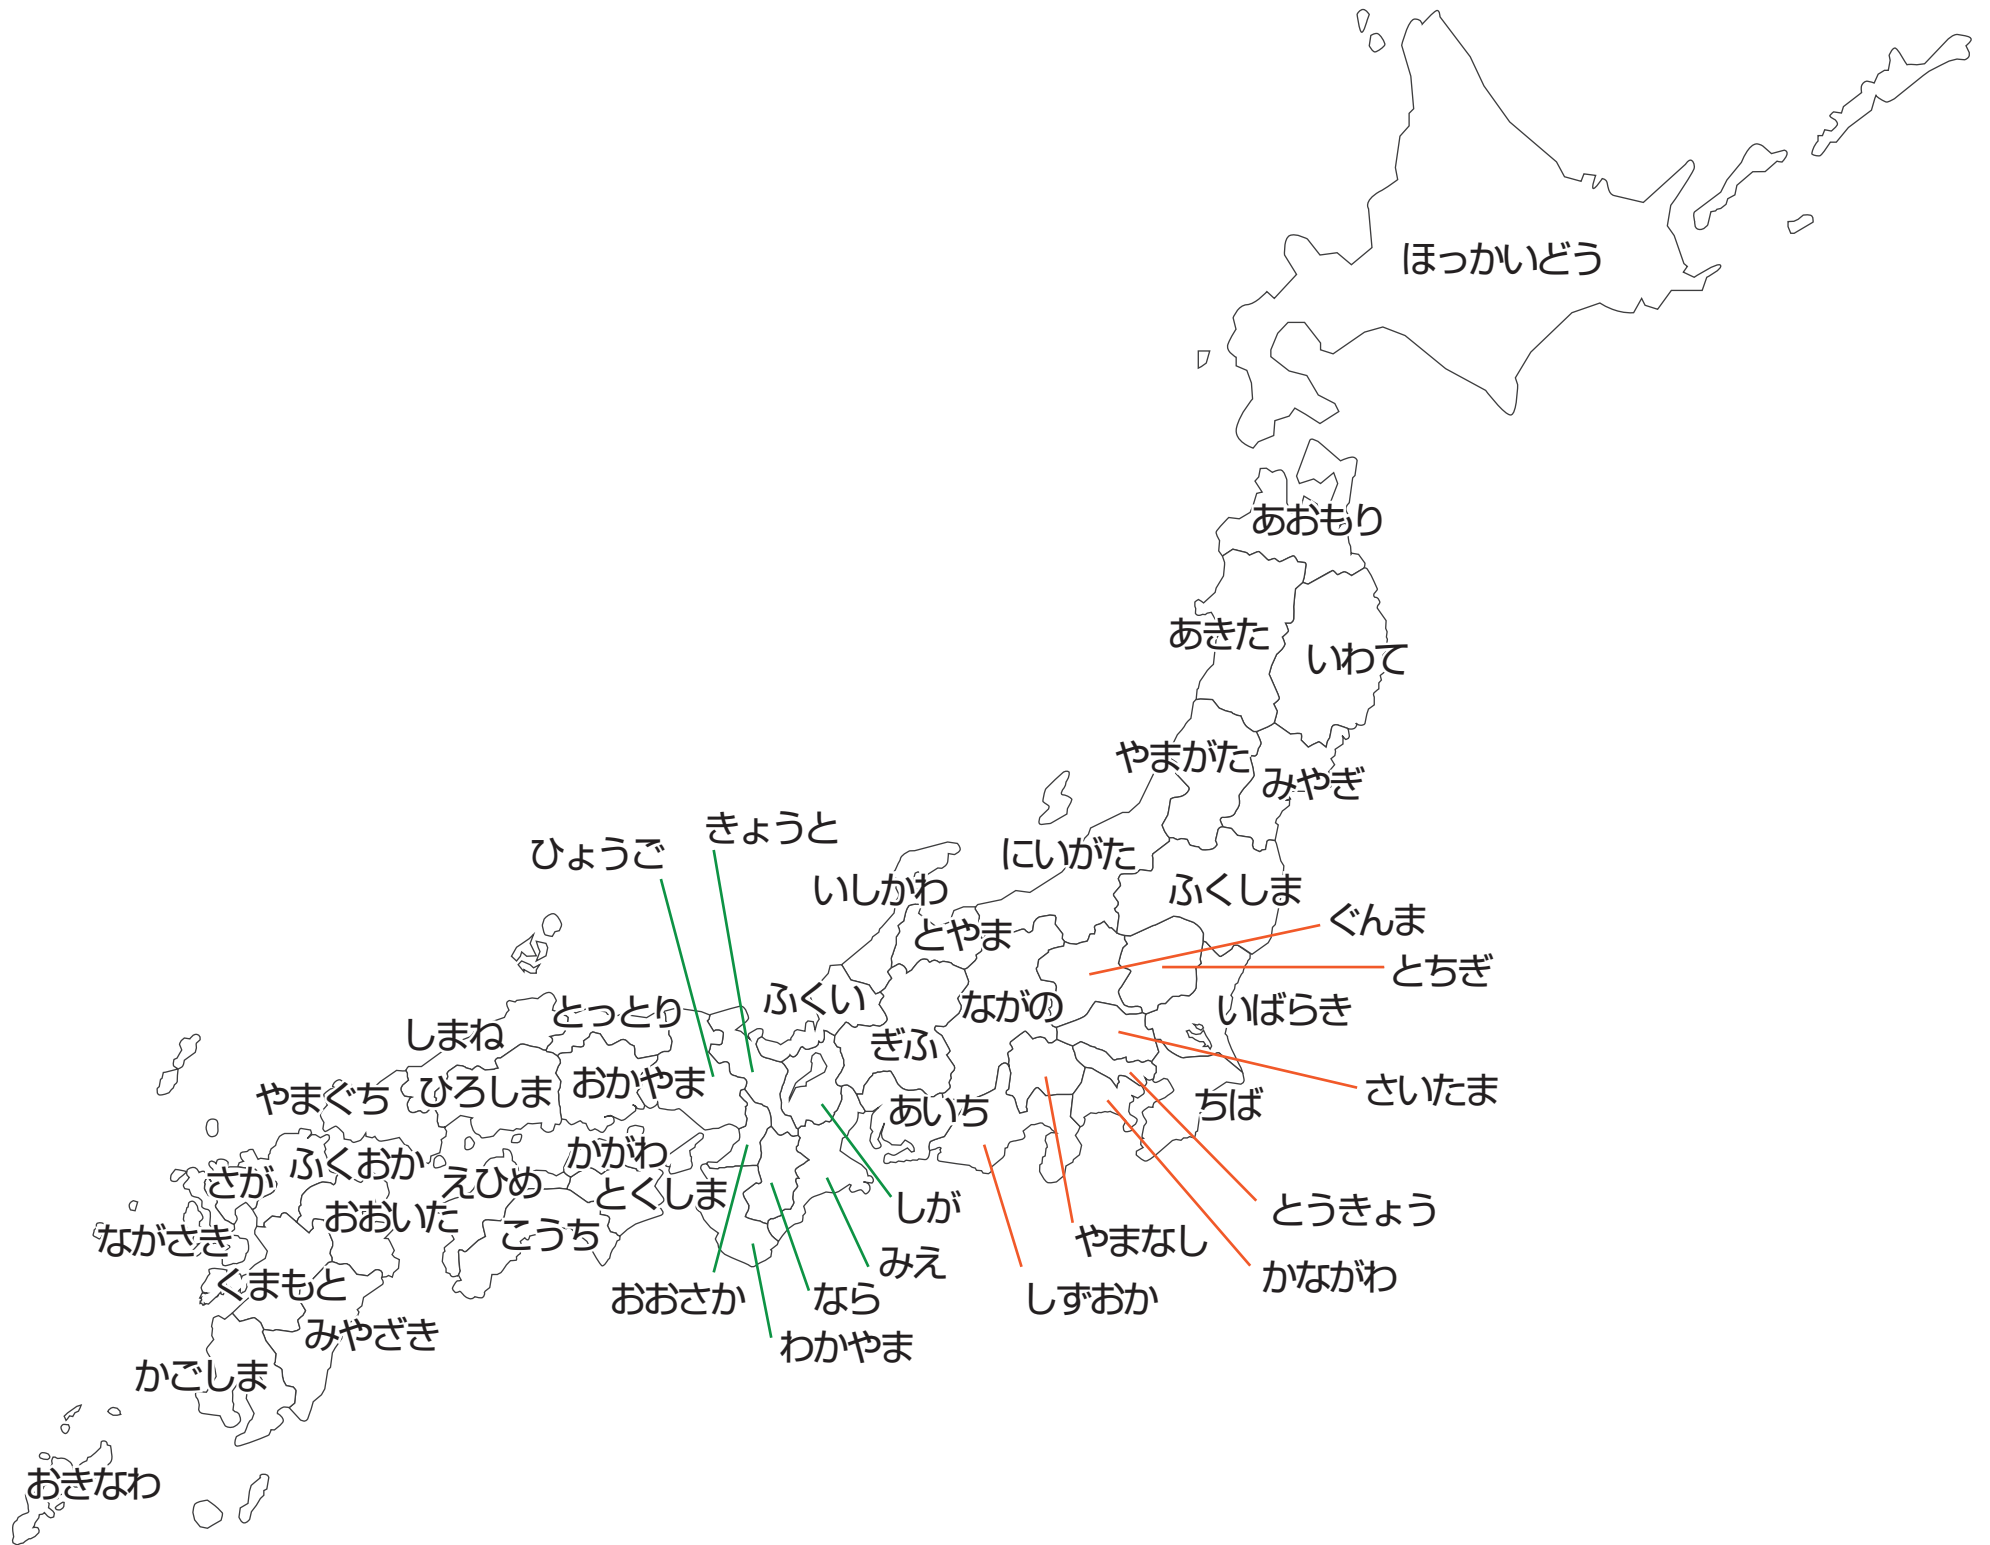 ほっかいどう
あおもり
あきた
いわて
やまがた
みやぎ
きょうと
ひょうご
にいがた
いしかわ
ふくしま
ぐんま
とやま
とちぎ
ふくい
ながの
いばらき
とっとり
しまね
ぎふ
おかやま
ひろしま
やまぐち
さいたま
あいち
ちば
かがわ
ふくおか
さが
えひめ
とくしま
しが
とうきょう
おおいた
こうち
ながさき
やまなし
みえ
かながわ
くまもと
おおさか
なら
しずおか
みやざき
わかやま
かごしま
おきなわ